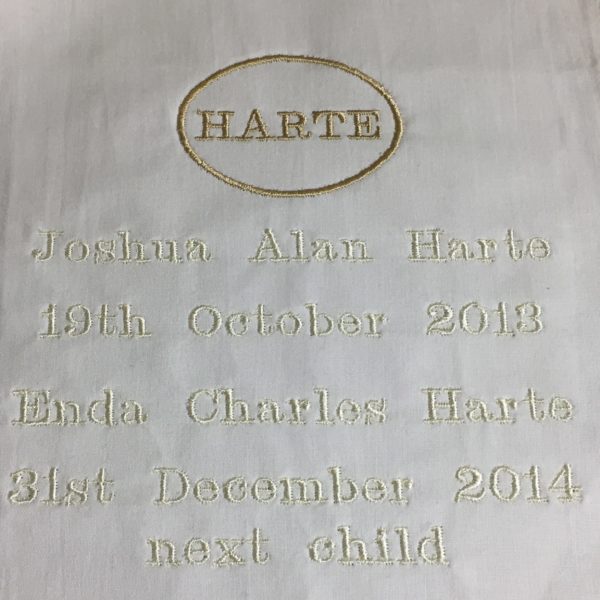 HARTE
Joshua Alan Harte
19th October 2013
Enda Charles Harte
31st December 2014
next child